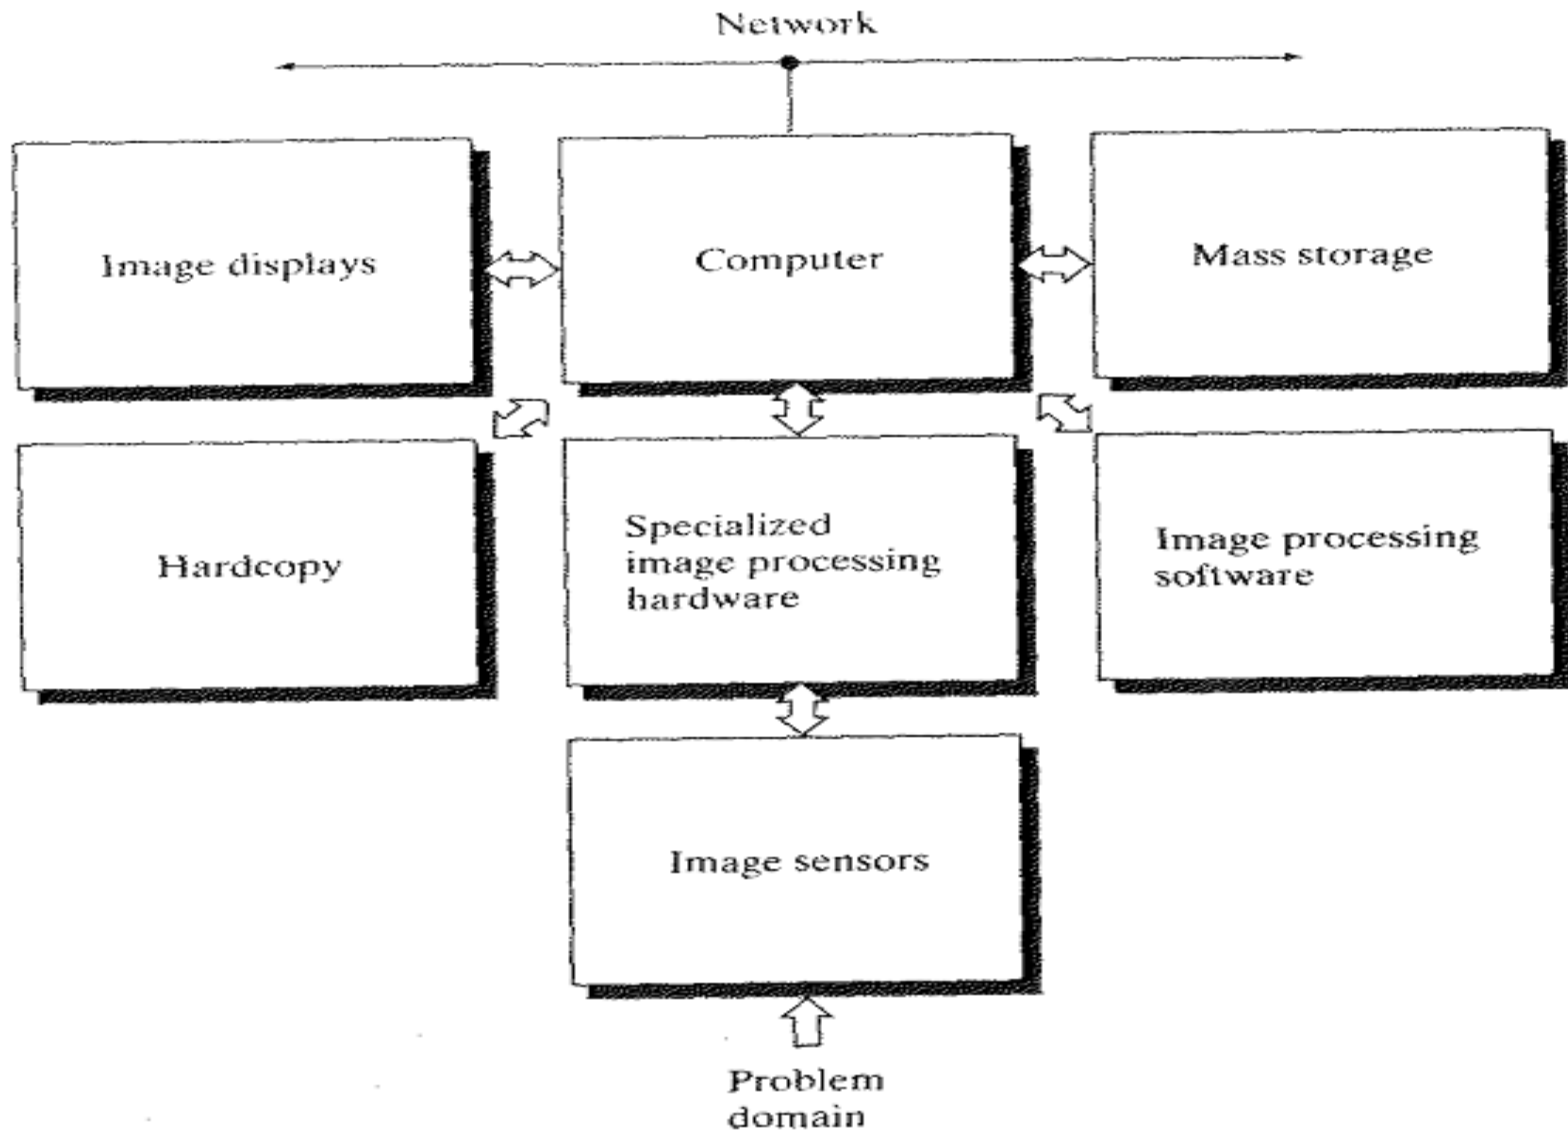 Network
Image displays
Computer
Mass storage
Hardcopy
Specialized
image processing
hardware
Image processing
software
Image sensors
Problem
domain